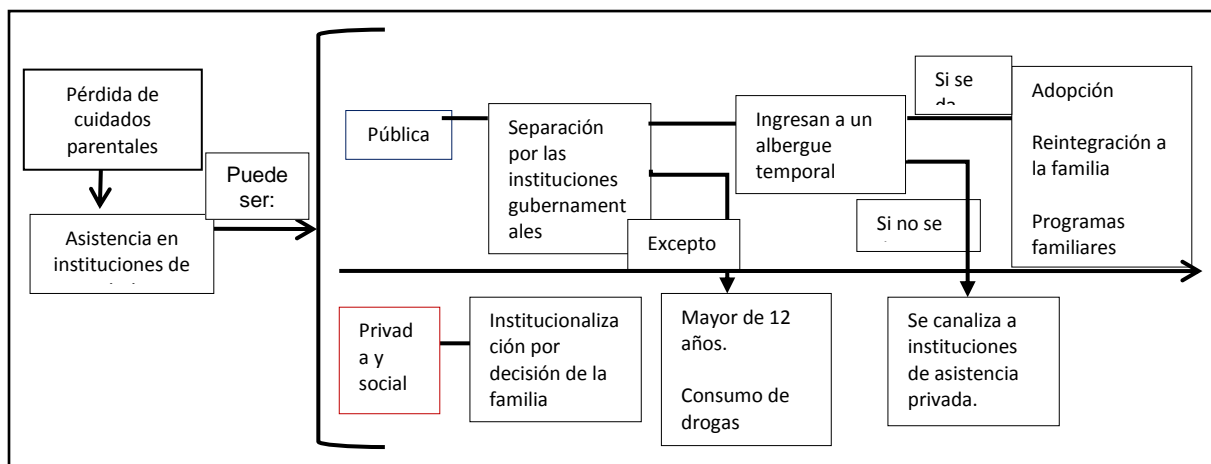 Pérdida de
cuidados
parentales
Asistencia en
instituciones de
Puede
ser:
Pública
Separación
por las
instituciones
gubernament
ales
Excepto
Ingresan a un
albergue
temporal
Si se
Si no se
Adopción
Reintegración a
la familia
Programas
familiares
Privad
a y
social
Institucionaliza
ción por
decisión de la
familia
Mayor de 12
años.
Consumo de
drogas
Se canaliza a
instituciones
de asistencia
privada.